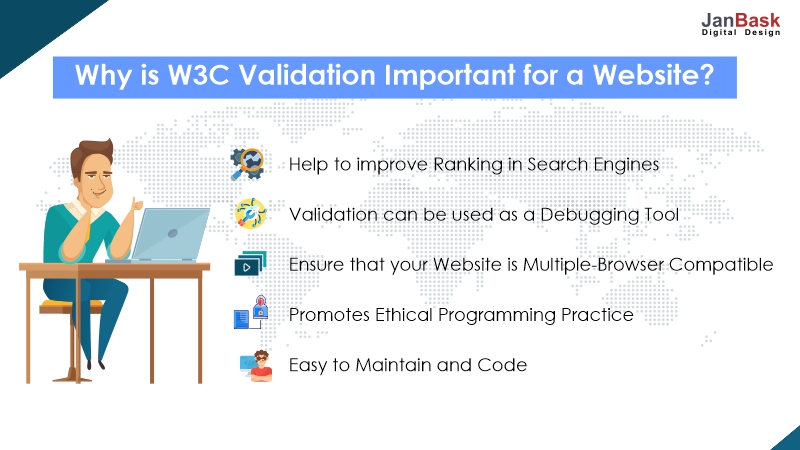 JanBask
Digital Design
Why is W3C Validation Important for a Website?
Help to improve Ranking in Search Engines
Validation can be used as a Debugging Tool
Ensure that your Website is Multiple-Browser Compatible
Promotes Ethical Programming Practice
Easy to Maintain and Code